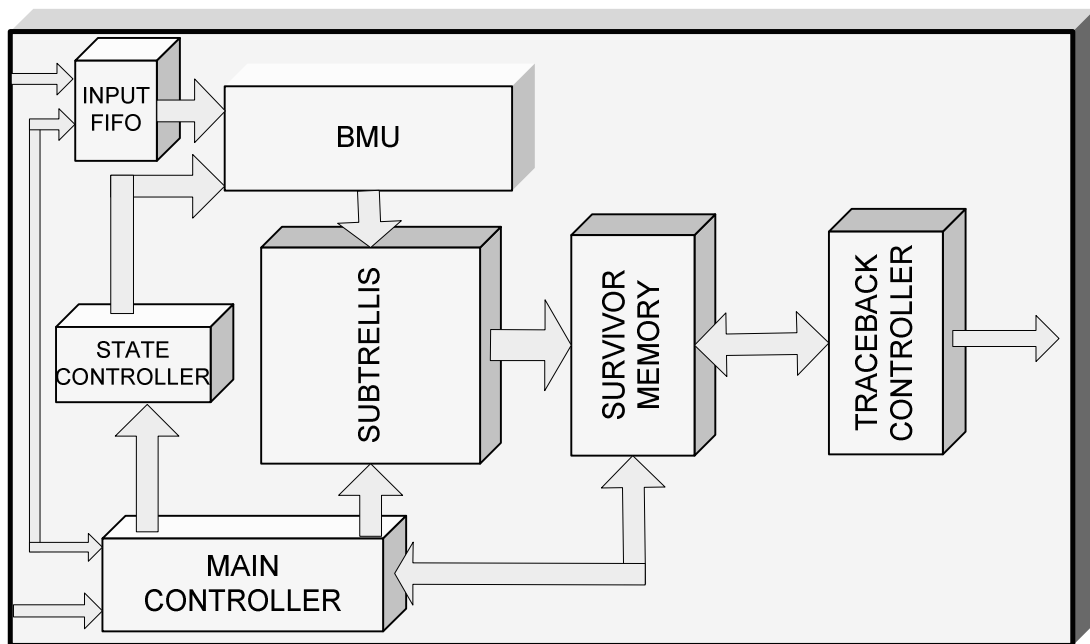 INPUT
FIFO
BMU
STATE
CONTROLLER
SUBTRELLIS
SURVIVOR
MEMORY
TRACEBACK
CONTROLLER
MAIN
CONTROLLER